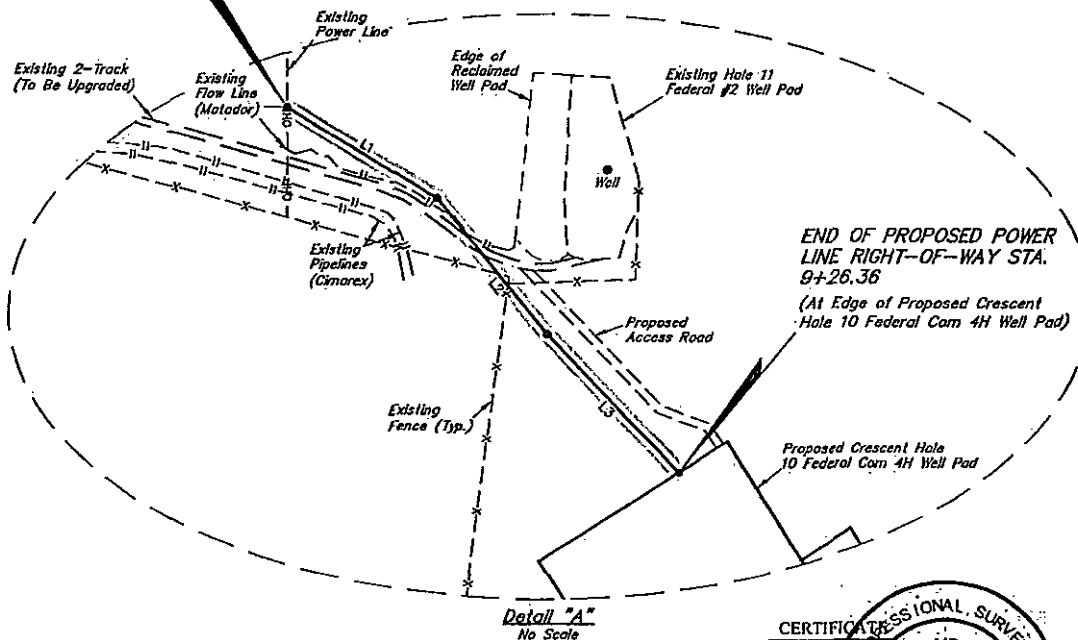 Existing
Power Line
Existing 2-Track
(To Be Upgraded)
Existing
Flow Line
(Matador)
Edge of
Reclaimed
Well Pad
Existing Hole 11
Federal #2 Well Pad
OHP
L1
Well
OHP
Existing
Pipelines
(Cimarex)
L2
END OF PROPOSED POWER
LINE RIGHT-OF-WAY STA.
9+26.36
(At Edge of Proposed Crescent
Hole 10 Federal Com 4H Well Pad)
Proposed
Access Road
Existing
Fence (Typ.)
L3
Proposed Crescent Hole
10 Federal Com 4H Well Pad
Detail "A"
No Scale
CERTIFICATE
ESSIONAL SURVE